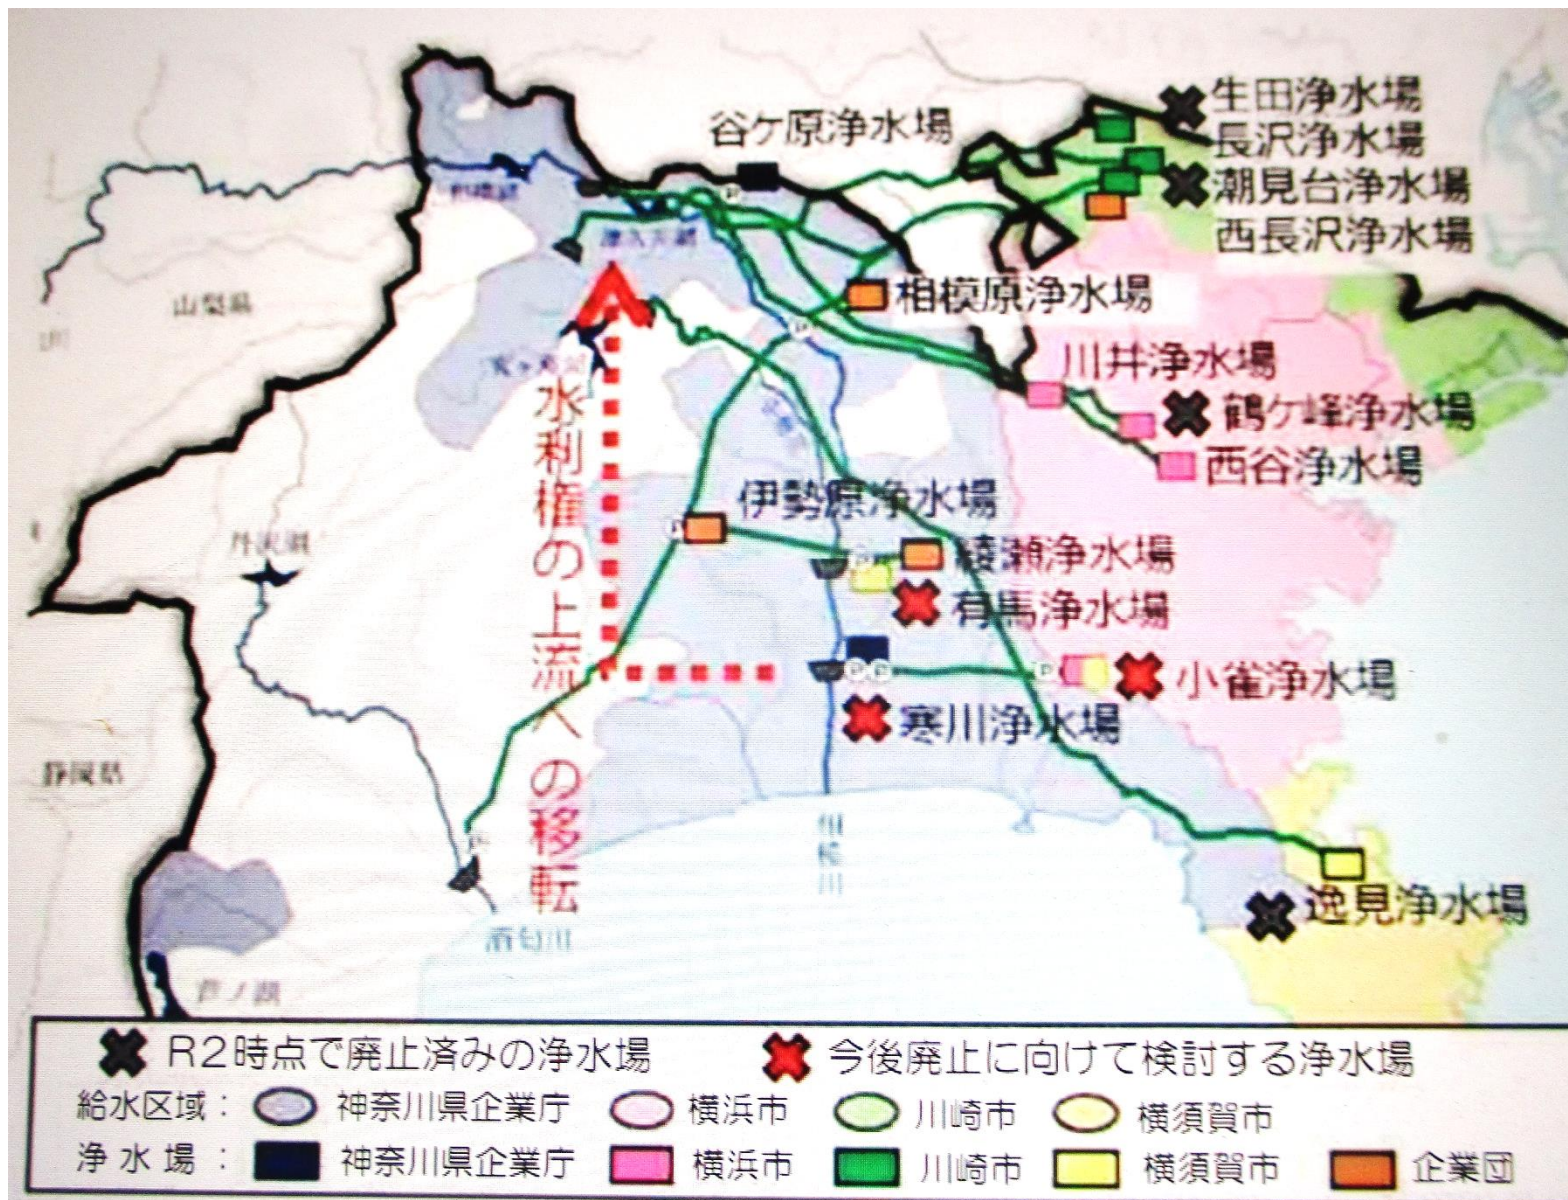 生田浄水場
谷ケ原浄水場
長沢浄水場
潮見台浄水場
西長沢浄水場
津久井湖
相模原浄水場
山梨県
川井浄水場
鶴ケ峰浄水場
西谷浄水場
伊勢原浄水場
丹沢湖
綾瀬浄水場
有馬浄水場
小雀浄水場
寒川浄水場
水利権の上流への移転
静岡県
相模川
逸見浄水場
酒匂川
芦ノ湖
R2時点で廃止済みの浄水場
今後廃止に向けて検討する浄水場
給水区域： 神奈川県企業庁 横浜市 川崎市 横須賀市
浄水場： 神奈川県企業庁 横浜市 川崎市 横須賀市 企業団